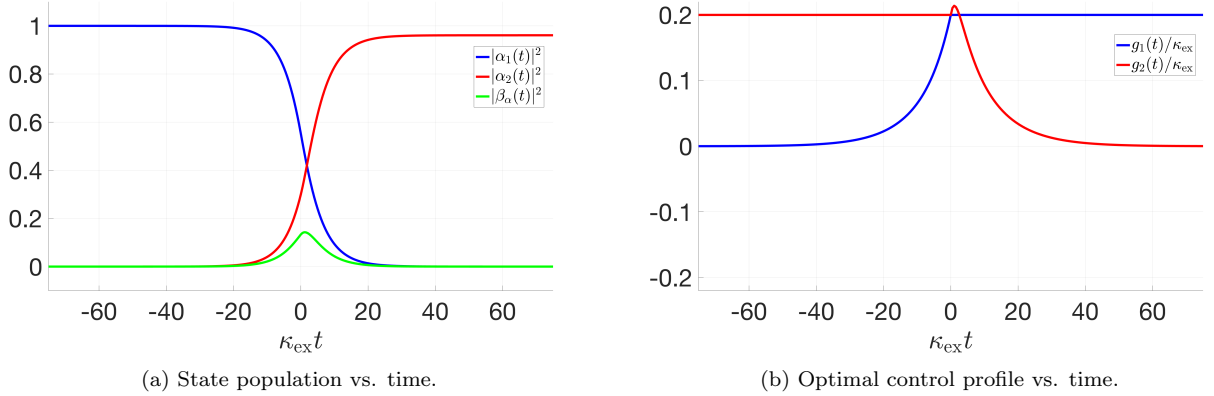 1
0.8
0.6
0.4
0.2
0
|α₁(t)|²
|α₂(t)|²
|βα(t)|²
-60 -40 -20 0 20 40 60
κₑₓt
(a) State population vs. time.
0.2
0.1
0
-0.1
-0.2
g₁(t)/κₑₓ
g₂(t)/κₑₓ
-60 -40 -20 0 20 40 60
κₑₓt
(b) Optimal control profile vs. time.